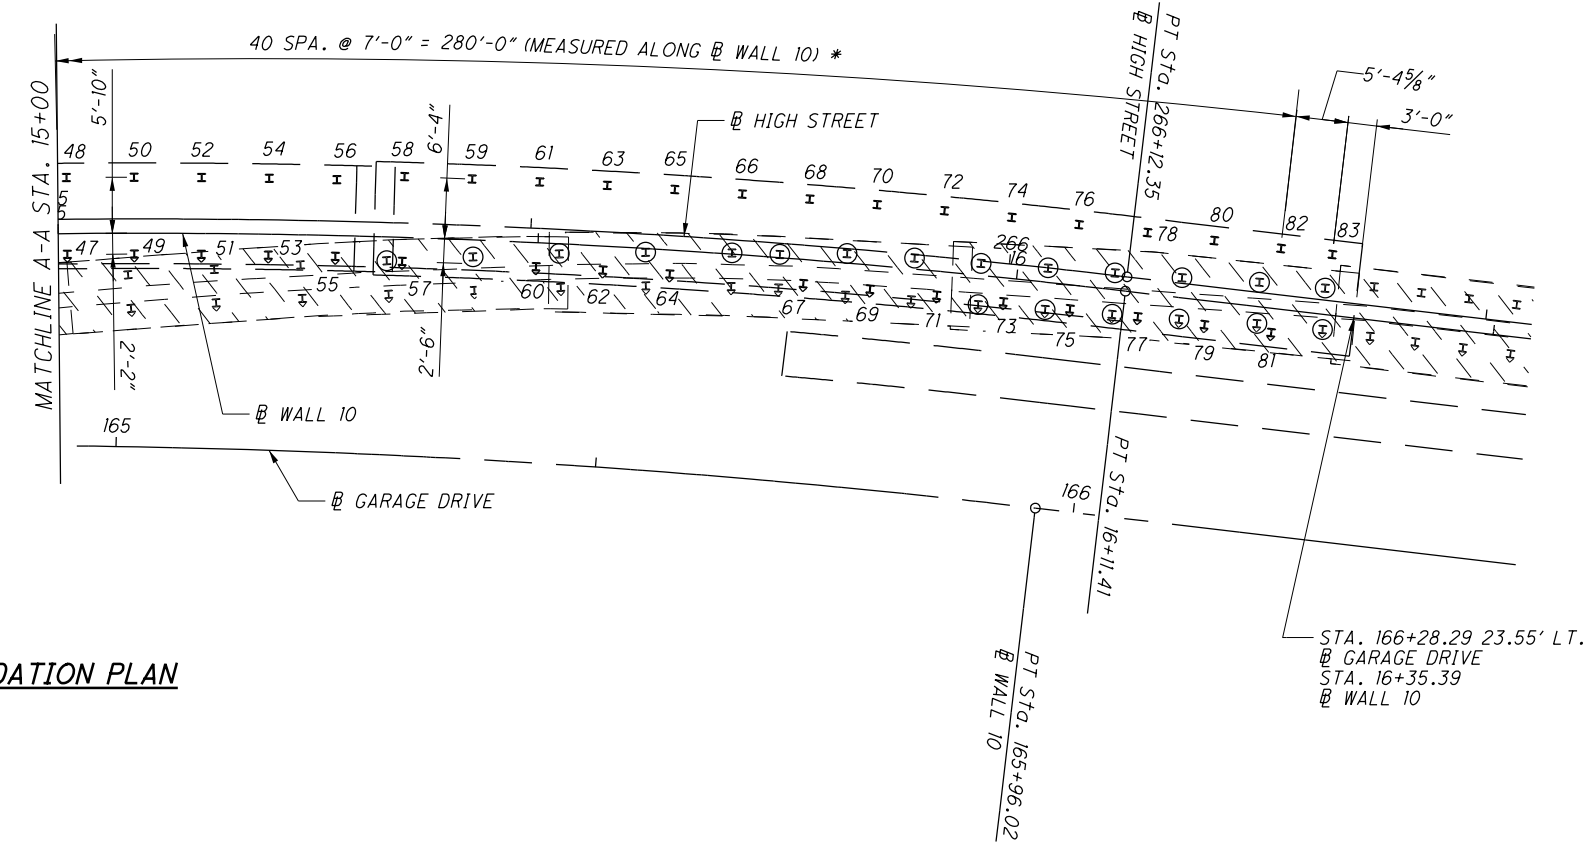 40 SPA. @ 7'-0" = 280'-0" (MEASURED ALONG ℄ WALL 10) *
MATCHLINE A-A STA. 15+00
5'-10"
6'-4"
℄ HIGH STREET
PT Sta. 266+12.35
℄ HIGH STREET
5'-4⅝"
3'-0"
48 50 52 54 56 58 59 61 63 65 66 68 70 72 74 76 78 80 82 83
5
6
266
16
47 49 51 53 55 57 60 62 64 67 69 71 73 75 77 79 81
2'-2"
2'-9"
℄ WALL 10
165
℄ GARAGE DRIVE
166
PT Sta. 16+11.41
PT Sta. 165+96.02
℄ WALL 10
STA. 166+28.29 23.55' LT.
℄ GARAGE DRIVE
STA. 16+35.39
℄ WALL 10
DATION PLAN